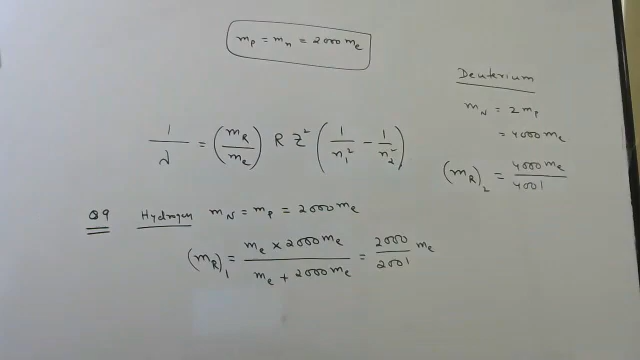 m_P = m_n = 2000 m_e
1/λ = (m_R/m_e) R Z² (1/n₁² − 1/n₂²)
Q9 Hydrogen m_N = m_P = 2000 m_e
(m_R)₁ = (m_e × 2000 m_e)/(m_e + 2000 m_e) = 2000/2001 m_e
Deuterium
m_N = 2 m_P
= 4000 m_e
(m_R)₂ = 4000 m_e/4001